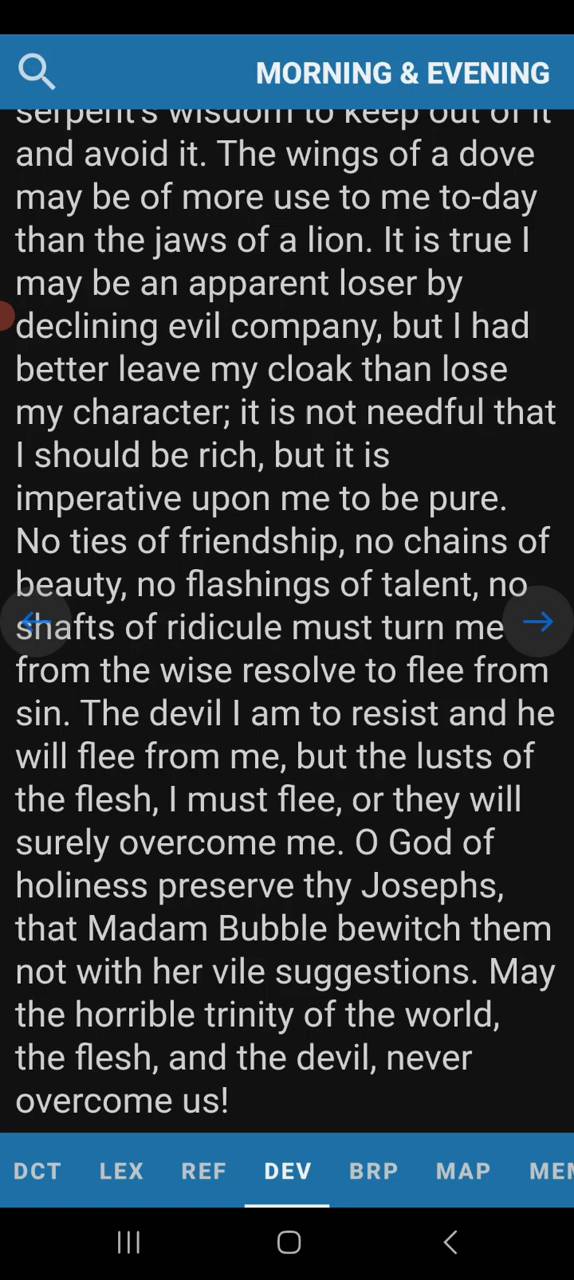 MORNING & EVENING
serpent's wisdom to keep out of it
and avoid it. The wings of a dove
may be of more use to me to-day
than the jaws of a lion. It is true I
may be an apparent loser by
declining evil company, but I had
better leave my cloak than lose
my character; it is not needful that
I should be rich, but it is
imperative upon me to be pure.
No ties of friendship, no chains of
beauty, no flashings of talent, no
shafts of ridicule must turn me
from the wise resolve to flee from
sin. The devil I am to resist and he
will flee from me, but the lusts of
the flesh, I must flee, or they will
surely overcome me. O God of
holiness preserve thy Josephs,
that Madam Bubble bewitch them
not with her vile suggestions. May
the horrible trinity of the world,
the flesh, and the devil, never
overcome us!
DCT LEX REF DEV BRP MAP